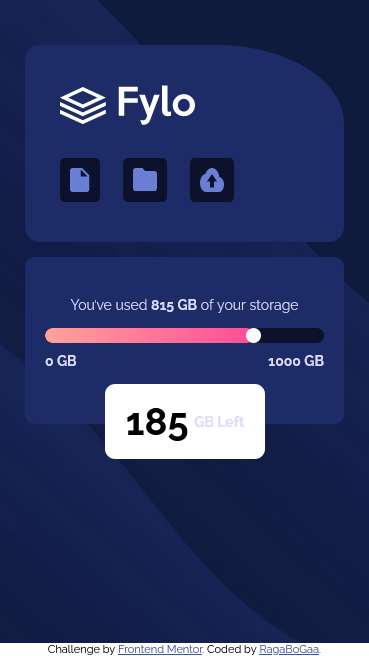 Fylo
You've used 815 GB of your storage
0 GB 1000 GB
185 GB Left
Challenge by Frontend Mentor. Coded by RagaBoGaa.